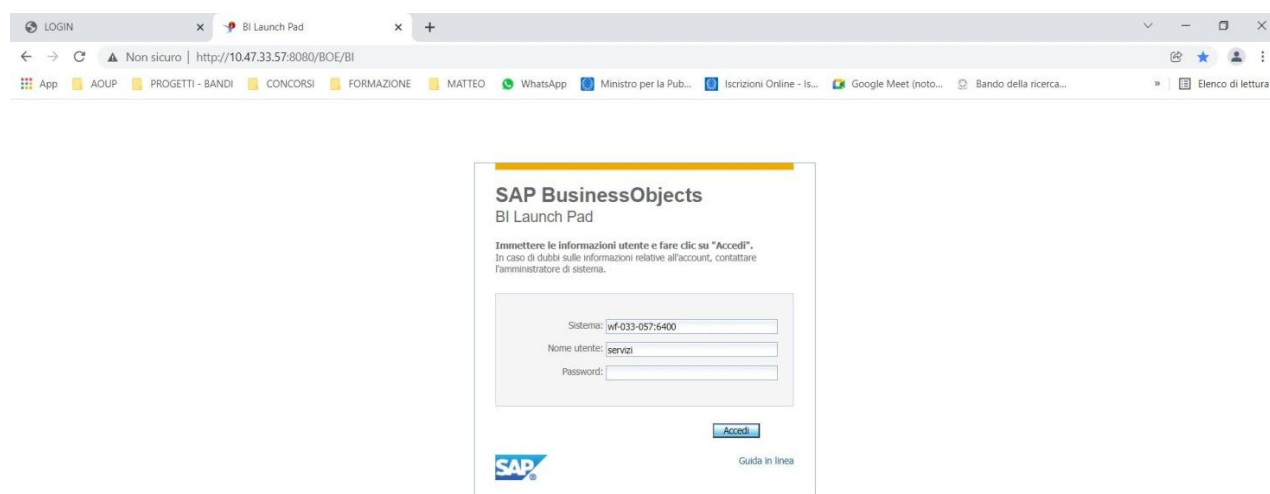 LOGIN BI Launch Pad
Non sicuro | http://10.47.33.57:8080/BOE/BI
App AOUP PROGETTI - BANDI CONCORSI FORMAZIONE MATTEO WhatsApp Ministro per la Pub... Iscrizioni Online - Is... Google Meet (noto... Bando della ricerca... » Elenco di lettura
SAP BusinessObjects
BI Launch Pad
Immettere le informazioni utente e fare clic su "Accedi".
In caso di dubbi sulle informazioni relative all'account, contattare
l'amministratore di sistema.
Sistema: wf-033-057:6400
Nome utente: servizi
Password:
Accedi
SAP® Guida in linea